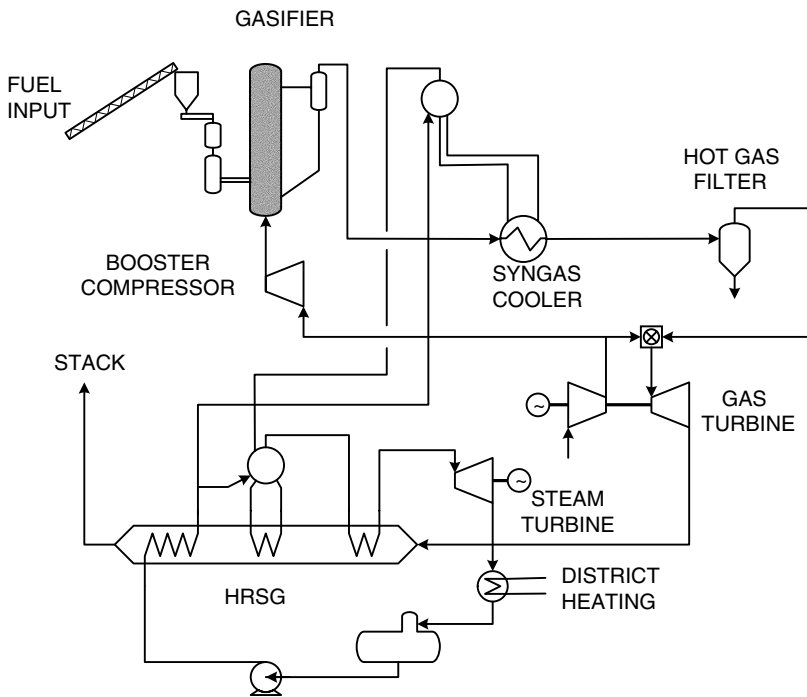 GASIFIER
FUEL
INPUT
HOT GAS
FILTER
BOOSTER
COMPRESSOR
SYNGAS
COOLER
STACK
GAS
TURBINE
~
~
STEAM
TURBINE
DISTRICT
HEATING
HRSG